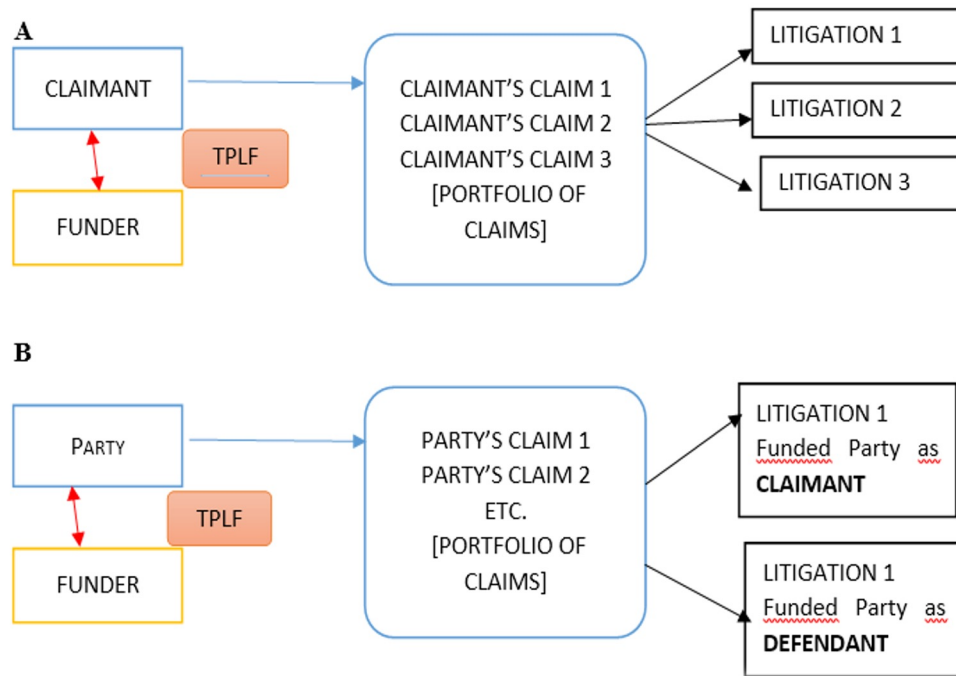 A
CLAIMANT
TPLF
FUNDER
CLAIMANT'S CLAIM 1
CLAIMANT'S CLAIM 2
CLAIMANT'S CLAIM 3
[PORTFOLIO OF
CLAIMS]
LITIGATION 1
LITIGATION 2
LITIGATION 3
B
PARTY
TPLF
FUNDER
PARTY'S CLAIM 1
PARTY'S CLAIM 2
ETC.
[PORTFOLIO OF
CLAIMS]
LITIGATION 1
Funded Party as
CLAIMANT
LITIGATION 1
Funded Party as
DEFENDANT